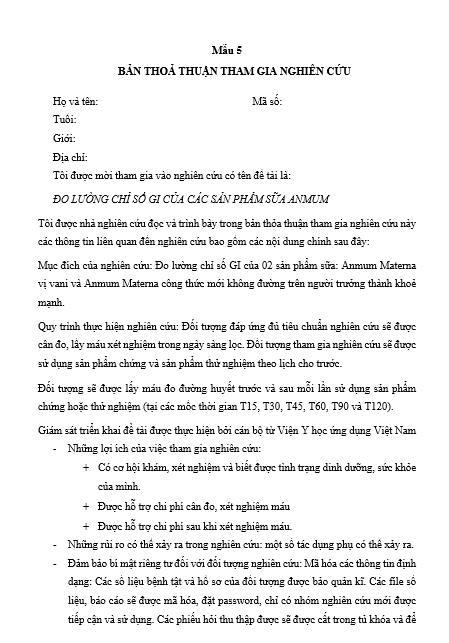 Mẫu 5
BẢN THOẢ THUẬN THAM GIA NGHIÊN CỨU
Họ và tên: Mã số:
Tuổi:
Giới:
Địa chỉ:
Tôi được mời tham gia vào nghiên cứu có tên đề tài là:
ĐO LƯỜNG CHỈ SỐ GI CỦA CÁC SẢN PHẨM SỮA ANMUM
Tôi được nhà nghiên cứu đọc và trình bày trong bản thỏa thuận tham gia nghiên cứu này
các thông tin liên quan đến nghiên cứu bao gồm các nội dung chính sau đây:
Mục đích của nghiên cứu: Đo lường chỉ số GI của 02 sản phẩm sữa: Anmum Materna
vị vani và Anmum Materna công thức mới không đường trên người trưởng thành khoẻ
mạnh.
Quy trình thực hiện nghiên cứu: Đối tượng đáp ứng đủ tiêu chuẩn nghiên cứu sẽ được
cân đo, lấy máu xét nghiệm trong ngày sàng lọc. Đối tượng tham gia nghiên cứu sẽ được
sử dụng sản phẩm chứng và sản phẩm thử nghiệm theo lịch cho trước.
Đối tượng sẽ được lấy máu đo đường huyết trước và sau mỗi lần sử dụng sản phẩm
chứng hoặc thử nghiệm (tại các mốc thời gian T15, T30, T45, T60, T90 và T120).
Giám sát triển khai đề tài được thực hiện bởi cán bộ từ Viện Y học ứng dụng Việt Nam
- Những lợi ích của việc tham gia nghiên cứu:
+ Có cơ hội khám, xét nghiệm và biết được tình trạng dinh dưỡng, sức khỏe
của mình.
+ Được hỗ trợ chi phí cân đo, xét nghiệm máu
+ Được hỗ trợ chi phí sau khi xét nghiệm máu.
- Những rủi ro có thể xảy ra trong nghiên cứu: một số tác dụng phụ có thể xảy ra.
- Đảm bảo bí mật riêng tư đối với đối tượng nghiên cứu: Mã hóa các thông tin định
dạng: Các số liệu bệnh tật và hồ sơ của đối tượng được bảo quản kĩ. Các file số
liệu, báo cáo sẽ được mã hóa, đặt password, chỉ có nhóm nghiên cứu mới được
tiếp cận và sử dụng. Các phiếu hỏi thu thập được sẽ được cất trong tủ khóa và để